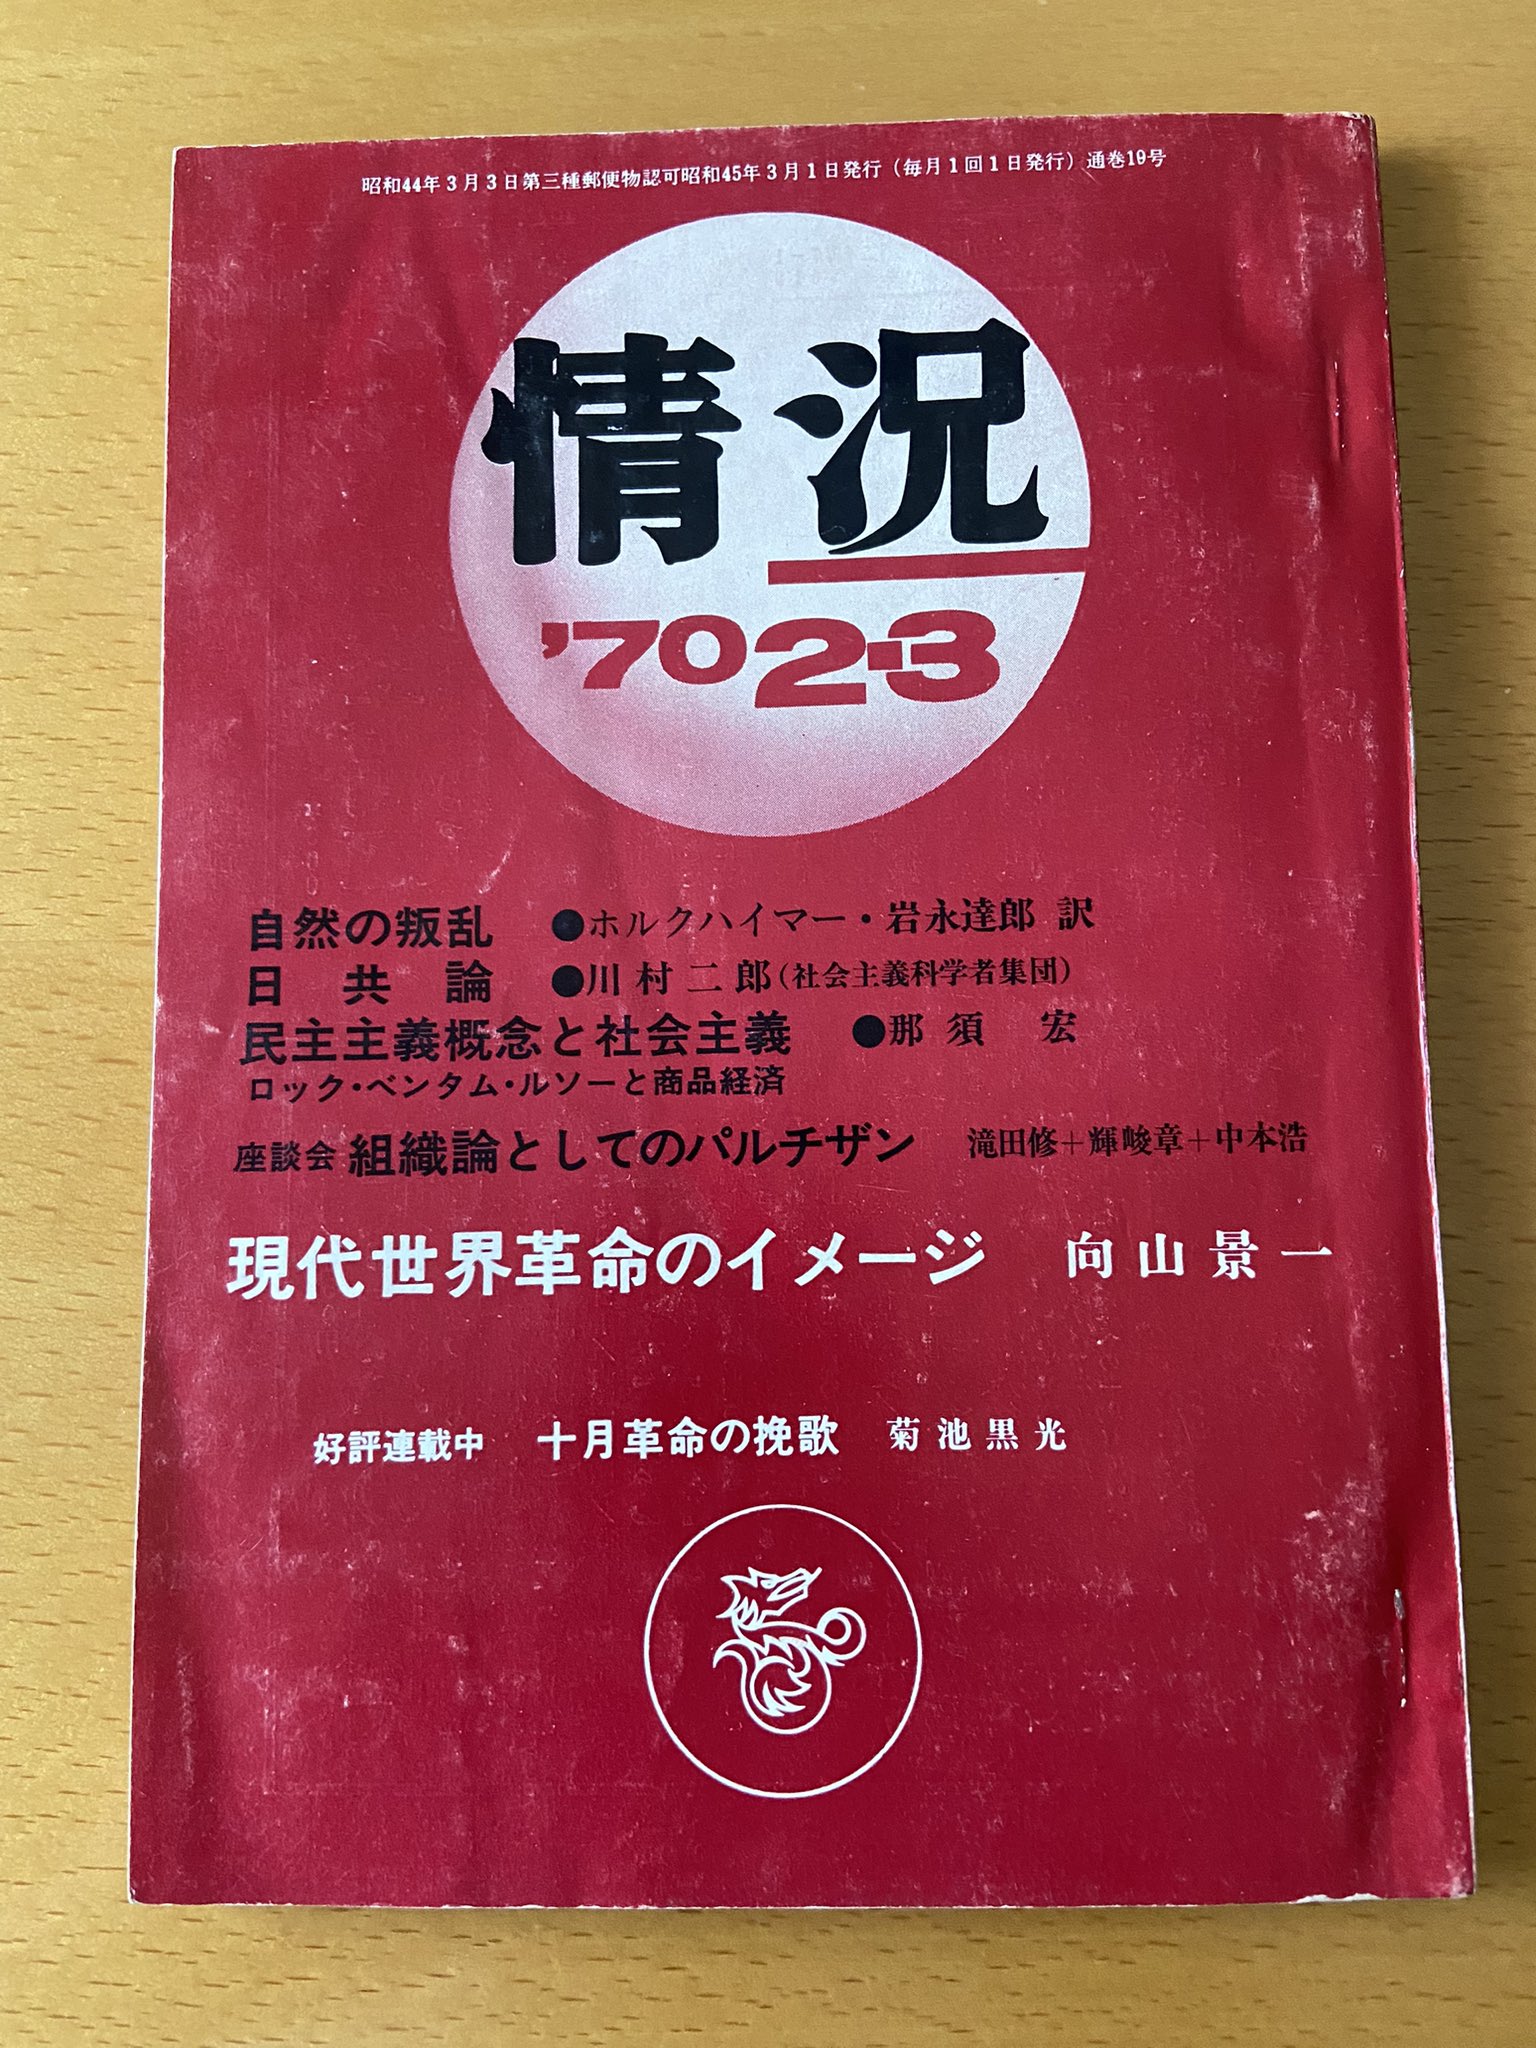 昭和44年3月3日第三種郵便物認可昭和45年3月1日発行（毎月1回1日発行）通巻19号
情況
'70 2-3
自然の叛乱 ●ホルクハイマー・岩永達郎 訳
日共論 ●川村二郎（社会主義科学者集団）
民主主義概念と社会主義 ●那須 宏
ロック・ベンタム・ルソーと商品経済
座談会 組織論としてのパルチザン 滝田修＋輝峻章＋中本浩
現代世界革命のイメージ 向山景一
好評連載中 十月革命の挽歌 菊池黒光